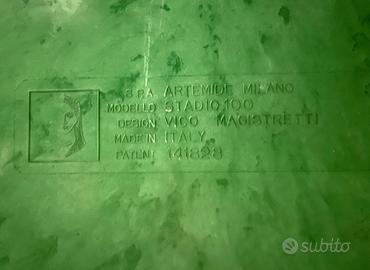 S.P.A. ARTEMIDE MILANO
MODELLO STADIO 100
DESIGN VICO MAGISTRETTI
MADE IN ITALY
PATENT 141828
subito